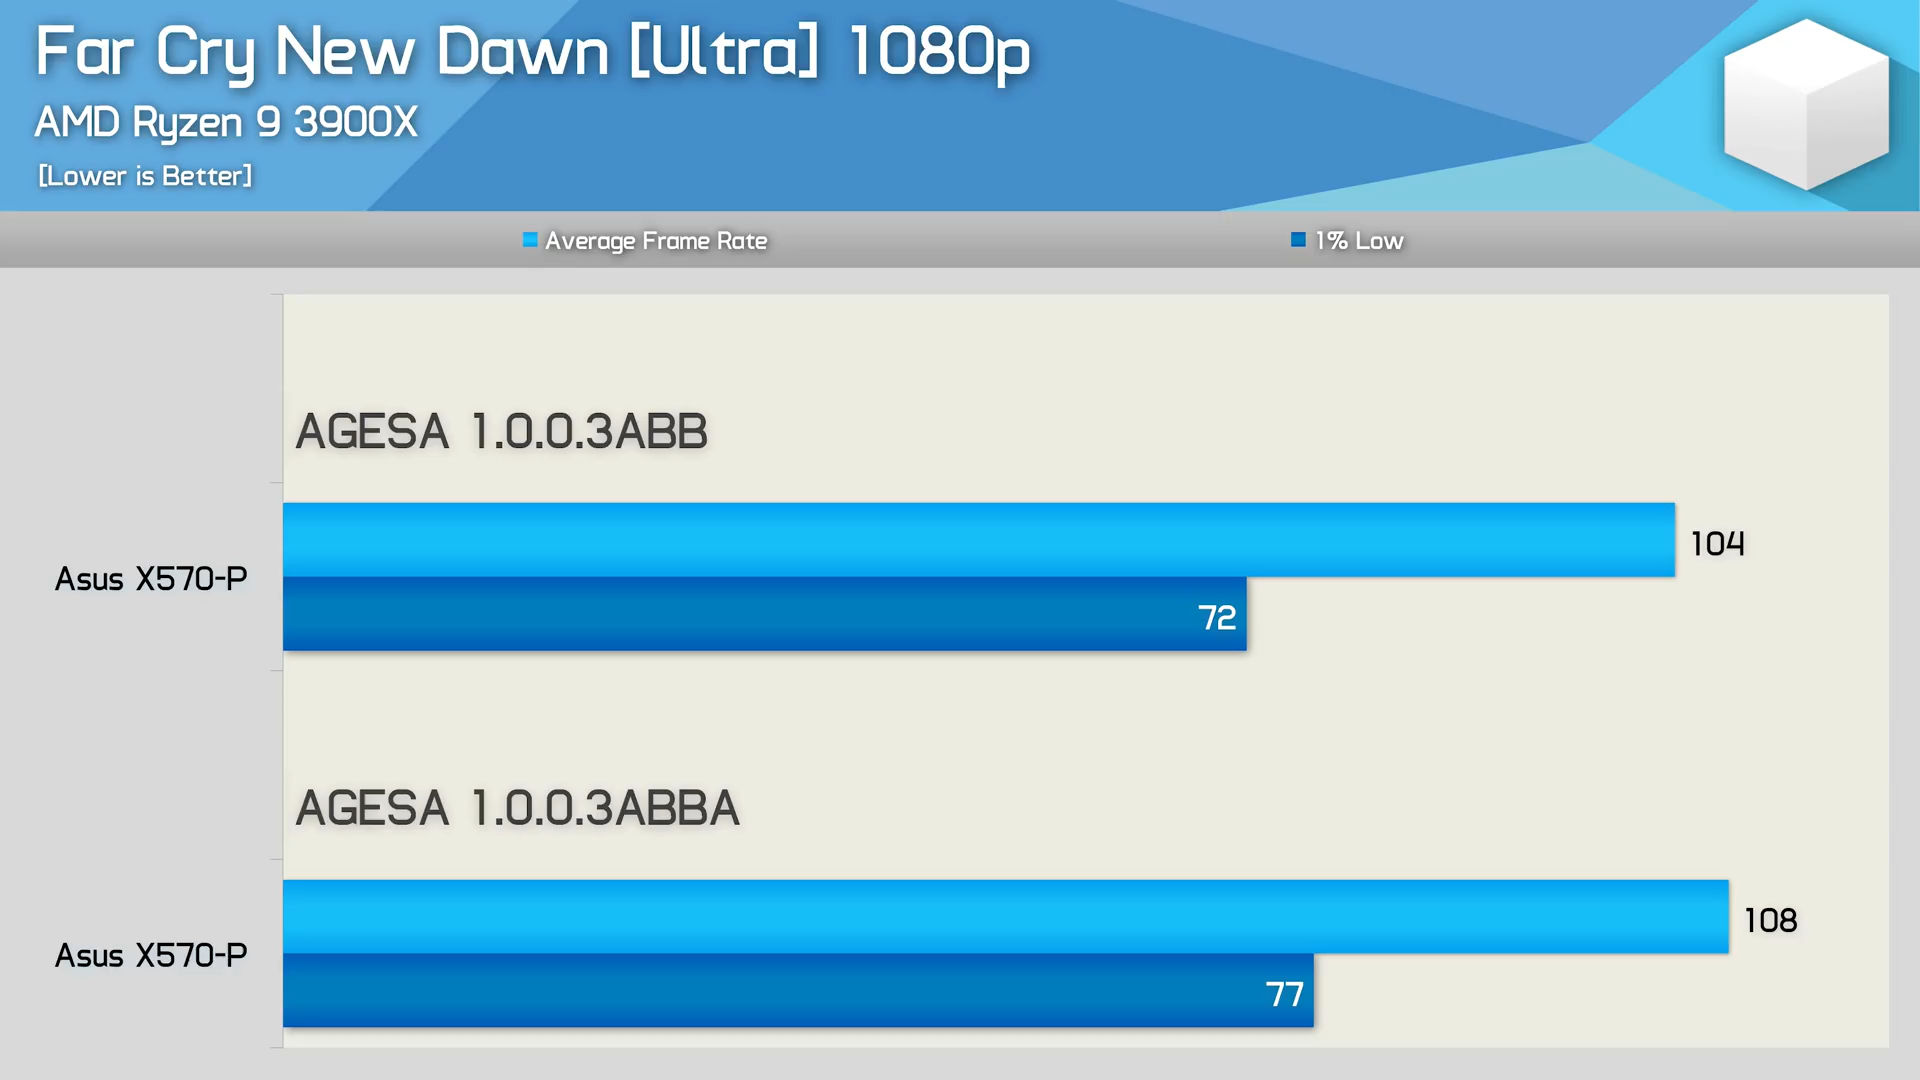 Far Cry New Dawn [Ultra] 1080p
AMD Ryzen 9 3900X
[Lower is Better]
Average Frame Rate
1% Low
AGESA 1.0.0.3ABB
Asus X570-P
104
72
AGESA 1.0.0.3ABBA
Asus X570-P
108
77